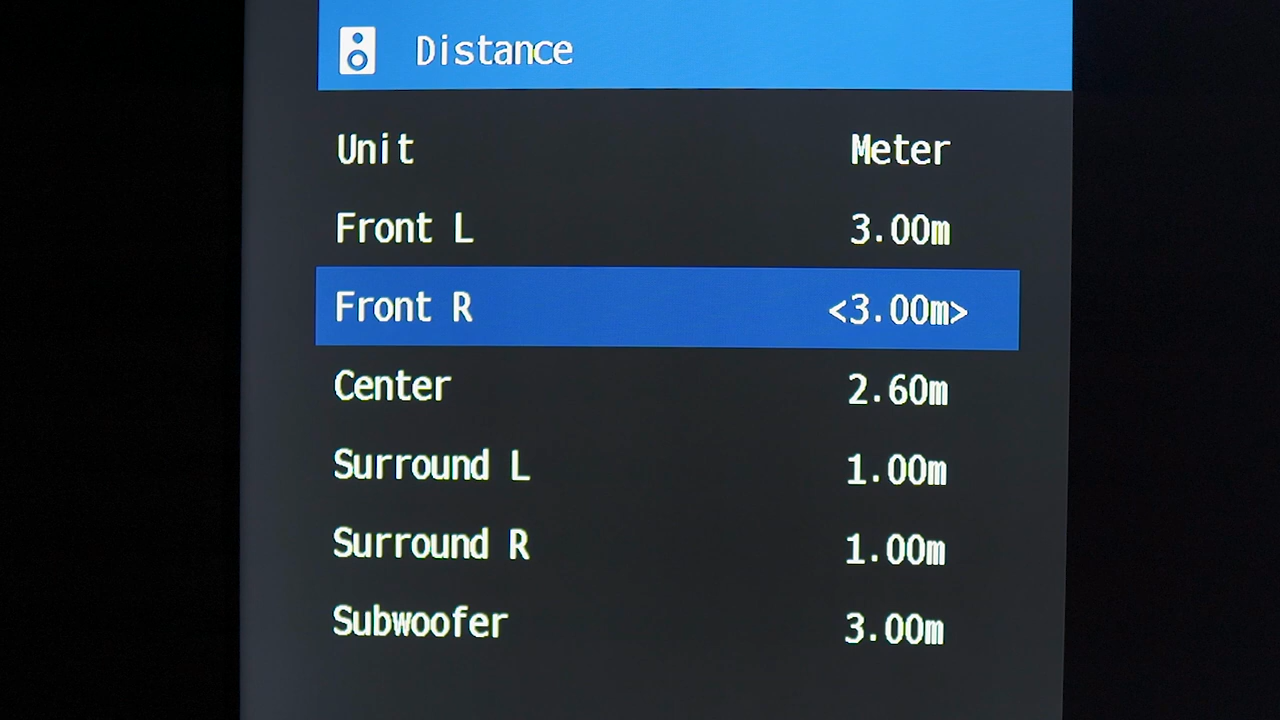 Distance
Unit Meter
Front L 3.00m
Front R <3.00m>
Center 2.60m
Surround L 1.00m
Surround R 1.00m
Subwoofer 3.00m